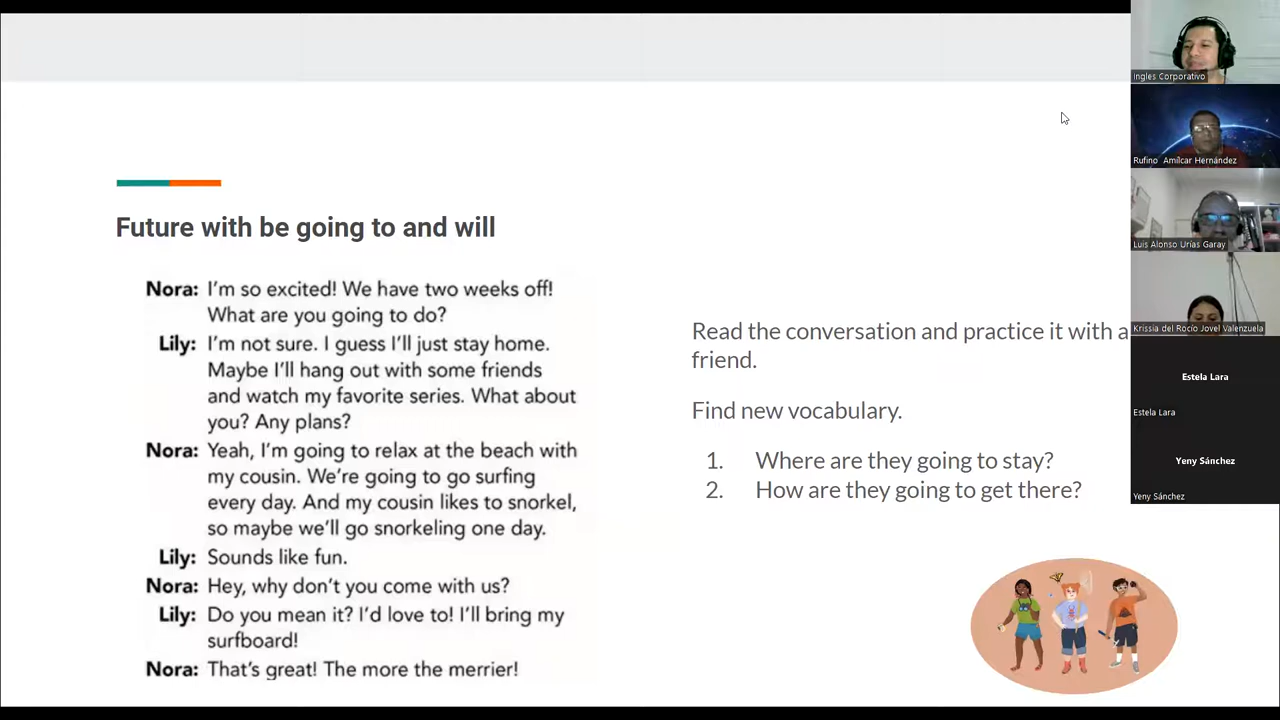 Future with be going to and will
Nora: I'm so excited! We have two weeks off!
What are you going to do?
Lily: I'm not sure. I guess I'll just stay home.
Maybe I'll hang out with some friends
and watch my favorite series. What about
you? Any plans?
Nora: Yeah, I'm going to relax at the beach with
my cousin. We're going to go surfing
every day. And my cousin likes to snorkel,
so maybe we'll go snorkeling one day.
Lily: Sounds like fun.
Nora: Hey, why don't you come with us?
Lily: Do you mean it? I'd love to! I'll bring my
surfboard!
Nora: That's great! The more the merrier!
Read the conversation and practice it with a
friend.
Find new vocabulary.
1. Where are they going to stay?
2. How are they going to get there?
Ingles Corporativo
Rufino Amílcar Hernández
Luis Alonso Urías Garay
Krissia del Rocío Jovel Valenzuela
Estela Lara
Estela Lara
Yeny Sánchez
Yeny Sánchez